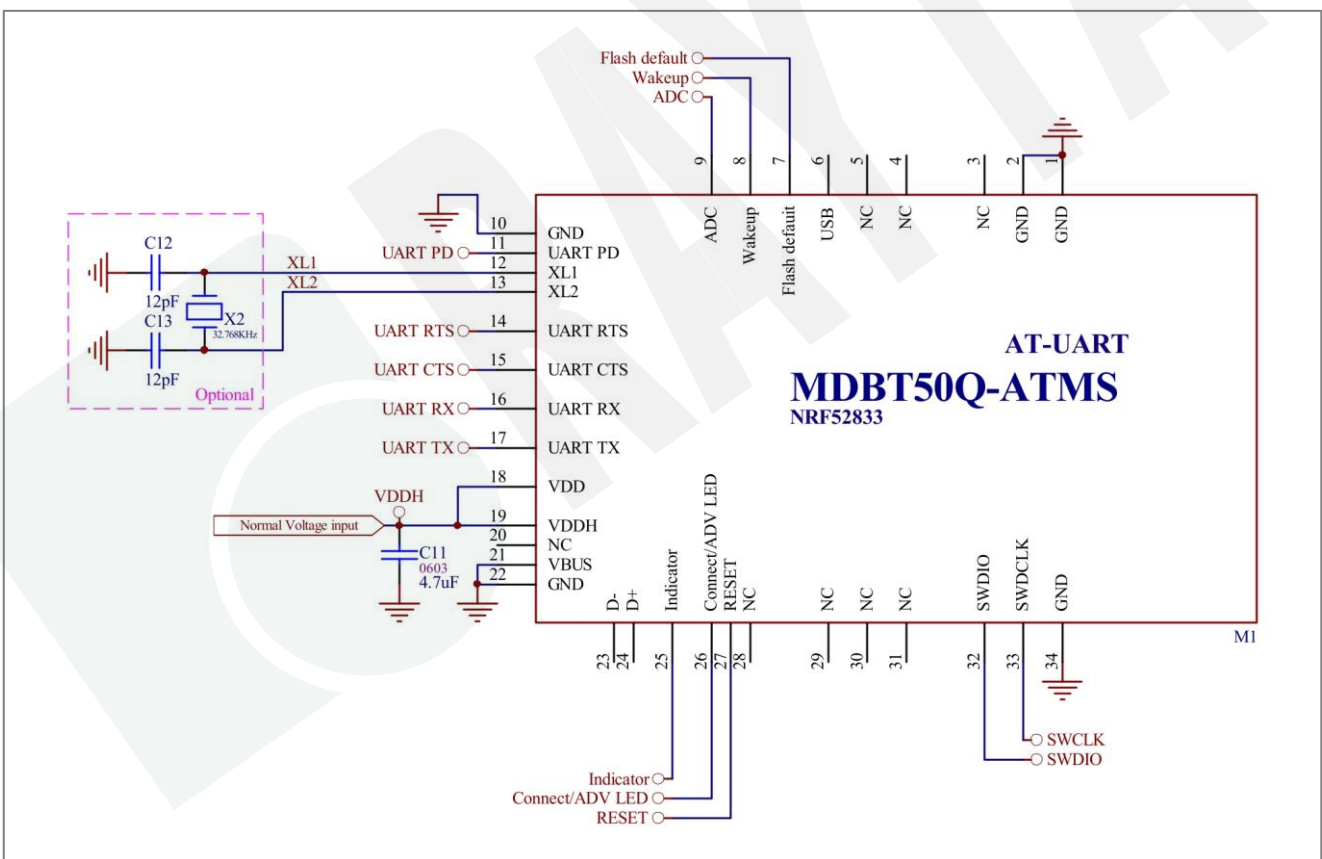 RAYTA
Flash default
Wakeup
ADC
9 8 7 6 5 4 3 2 1
ADC Wakeup Flash defauit USB NC NC NC GND GND
10 GND
UART PD 11 UART PD
C12 XL1 12 XL1
XL2 13 XL2
12pF
C13 X2
32.768KHz
UART RTS 14 UART RTS
12pF
Optional
UART CTS 15 UART CTS
UART RX 16 UART RX
UART TX 17 UART TX
AT-UART
MDBT50Q-ATMS
NRF52833
18 VDD
VDDH
Normal Voltage input 19 VDDH
20 NC
C11 21 VBUS
0603 22 GND
4.7uF
D- D+ Indicator Connect/ADV LED RESET NC NC NC NC SWDIO SWDCLK GND
M1
23 24 25 26 27 28 29 30 31 32 33 34
SWCLK
SWDIO
Indicator
Connect/ADV LED
RESET